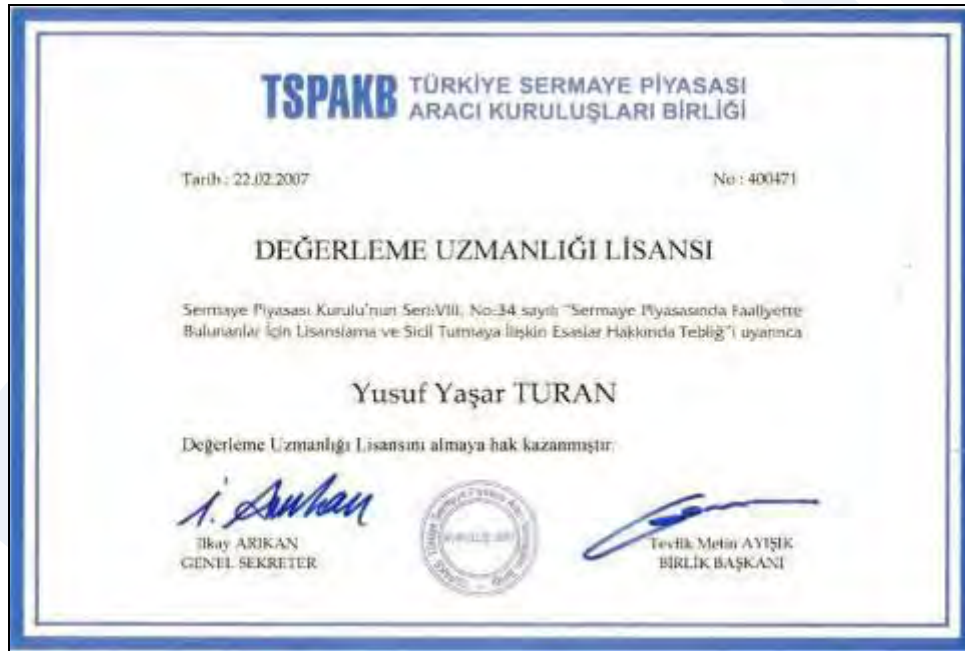 TSPAKB TÜRKİYE SERMAYE PİYASASI
ARACI KURULUŞLARI BİRLİĞİ
Tarih : 22.02.2007 No : 400471
DEĞERLEME UZMANLIĞI LİSANSI
Sermaye Piyasası Kurulu'nun Seri:VIII, No:34 sayılı "Sermaye Piyasasında Faaliyette
Bulunanlar İçin Lisanslama ve Sicil Tutmaya İlişkin Esaslar Hakkında Tebliğ"i uyarınca
Yusuf Yaşar TURAN
Değerleme Uzmanlığı Lisansını almaya hak kazanmıştır.
İlkay ARIKAN Tevfik Metin AYIŞIK
GENEL SEKRETER BİRLİK BAŞKANI